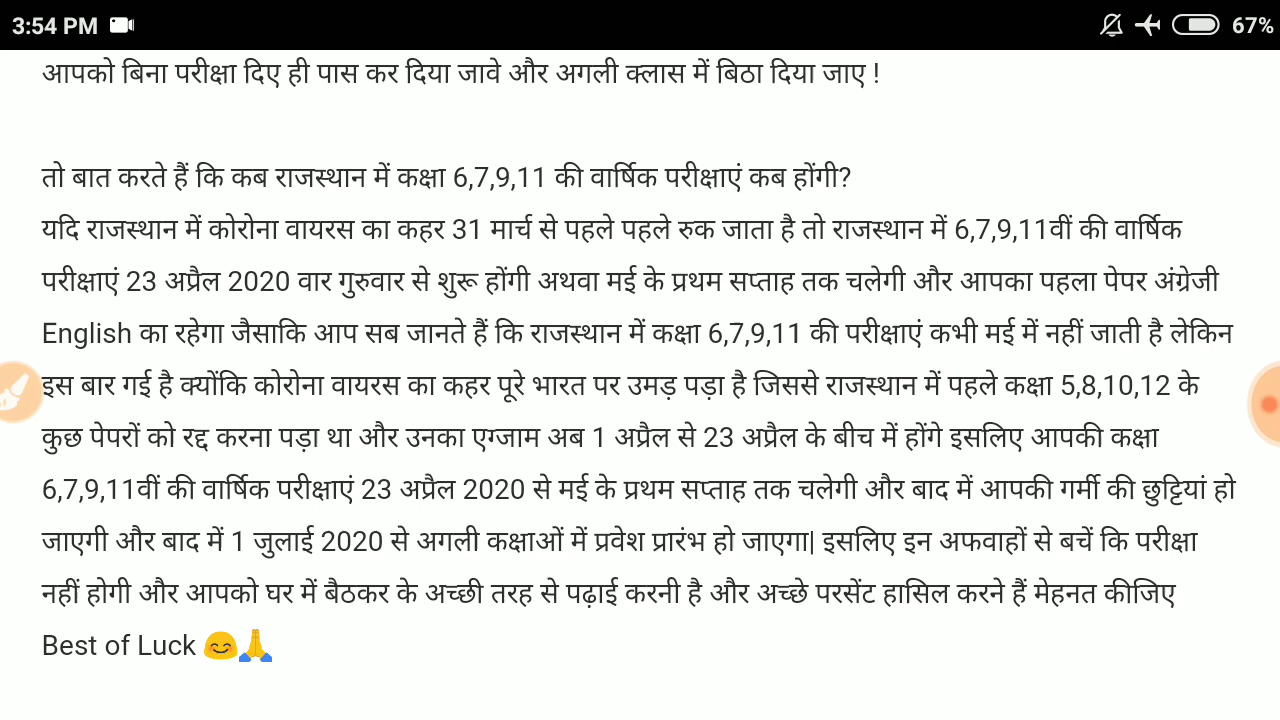 3:54 PM 67%
आपको बिना परीक्षा दिए ही पास कर दिया जावे और अगली क्लास में बिठा दिया जाए !
तो बात करते हैं कि कब राजस्थान में कक्षा 6,7,9,11 की वार्षिक परीक्षाएं कब होंगी?
यदि राजस्थान में कोरोना वायरस का कहर 31 मार्च से पहले पहले रुक जाता है तो राजस्थान में 6,7,9,11वीं की वार्षिक
परीक्षाएं 23 अप्रैल 2020 वार गुरुवार से शुरू होंगी अथवा मई के प्रथम सप्ताह तक चलेगी और आपका पहला पेपर अंग्रेजी
English का रहेगा जैसाकि आप सब जानते हैं कि राजस्थान में कक्षा 6,7,9,11 की परीक्षाएं कभी मई में नहीं जाती है लेकिन
इस बार गई है क्योंकि कोरोना वायरस का कहर पूरे भारत पर उमड़ पड़ा है जिससे राजस्थान में पहले कक्षा 5,8,10,12 के
कुछ पेपरों को रद्द करना पड़ा था और उनका एग्जाम अब 1 अप्रैल से 23 अप्रैल के बीच में होंगे इसलिए आपकी कक्षा
6,7,9,11वीं की वार्षिक परीक्षाएं 23 अप्रैल 2020 से मई के प्रथम सप्ताह तक चलेगी और बाद में आपकी गर्मी की छुट्टियां हो
जाएगी और बाद में 1 जुलाई 2020 से अगली कक्षाओं में प्रवेश प्रारंभ हो जाएगा| इसलिए इन अफवाहों से बचें कि परीक्षा
नहीं होगी और आपको घर में बैठकर के अच्छी तरह से पढ़ाई करनी है और अच्छे परसेंट हासिल करने हैं मेहनत कीजिए
Best of Luck 😊🙏